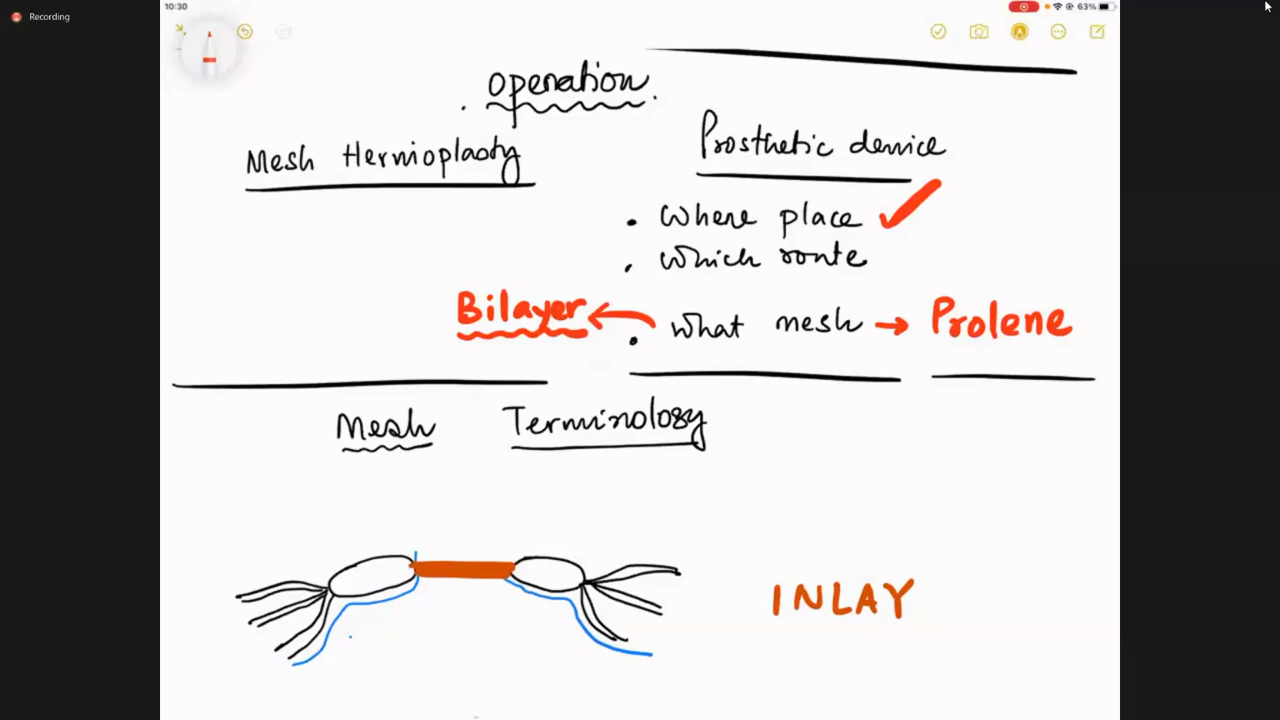 Recording
10:30
63%
operation
Mesh Hernioplasty
Prosthetic device
. Where place ✓
. Which route
Bilayer ← . what mesh → Prolene
Mesh Terminology
INLAY